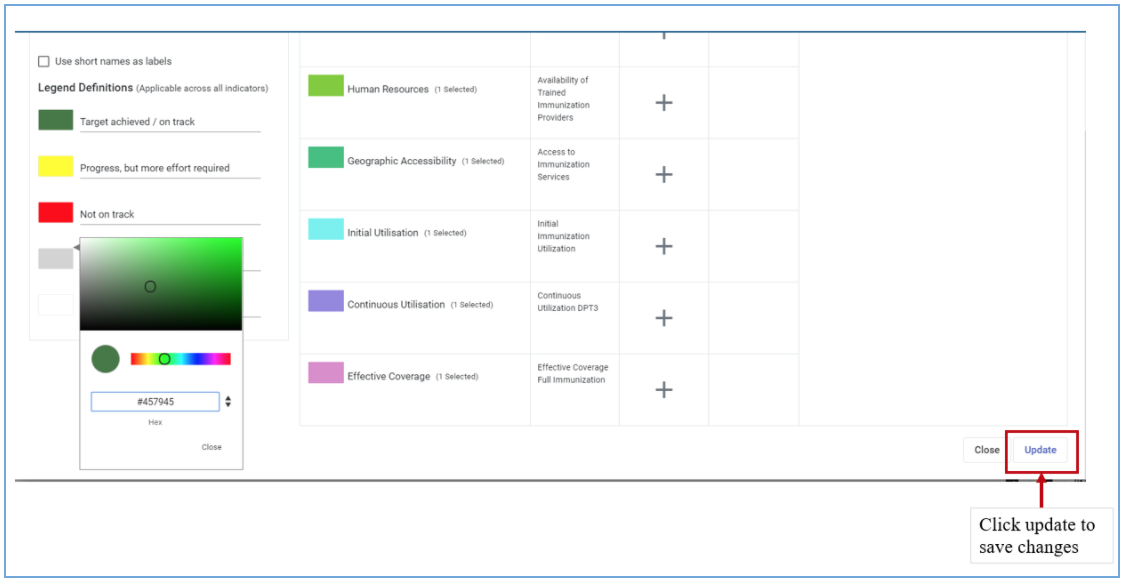 Use short names as labels
Legend Definitions (Applicable across all indicators)
Target achieved / on track
Progress, but more effort required
Not on track
#457945
Hex
Close
Human Resources (1 Selected)
Availability of
Trained
Immunization
Providers
Geographic Accessibility (1 Selected)
Access to
Immunization
Services
Initial Utilisation (1 Selected)
Initial
Immunization
Utilization
Continuous Utilisation (1 Selected)
Continuous
Utilization DPT3
Effective Coverage (1 Selected)
Effective Coverage
Full Immunization
Close
Update
Click update to
save changes